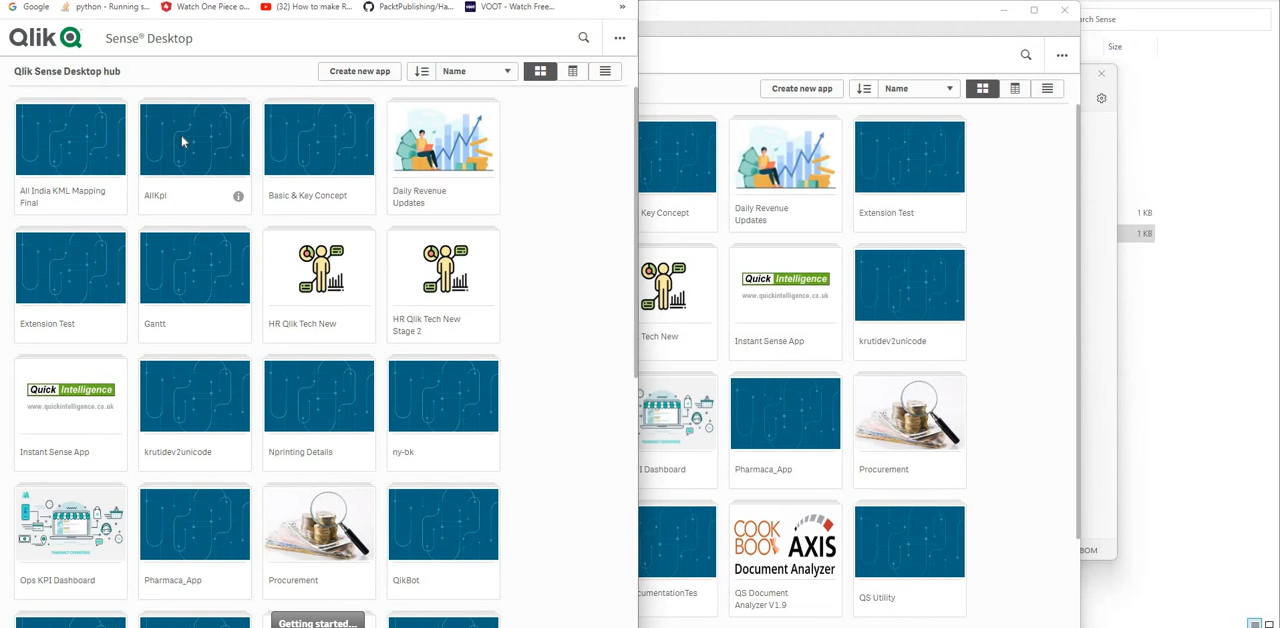 Google
python - Running s...
Watch One Piece o...
(32) How to make R...
PacktPublishing/Ha...
VOOT - Watch Free...
»
Qlik Sense® Desktop
Qlik Sense Desktop hub
Create new app
Name
All India KML Mapping
Final
AllKpi
Basic & Key Concept
Daily Revenue
Updates
Extension Test
Gantt
HR Qlik Tech New
HR Qlik Tech New
Stage 2
Quick Intelligence
www.quickintelligence.co.uk
Instant Sense App
krutidev2unicode
Nprinting Details
ny-bk
Ops KPI Dashboard
Pharmaca_App
Procurement
QikBot
Getting started...
Create new app
Name
Key Concept
Daily Revenue
Updates
Extension Test
Tech New
Quick Intelligence
www.quickintelligence.co.uk
Instant Sense App
krutidev2unicode
I Dashboard
Pharmaca_App
Procurement
cumentationTes
COOK
BOOK AXIS
Document Analyzer
QS Document
Analyzer V1.9
QS Utility
rch Sense
Size
1 KB
1 KB
BOM